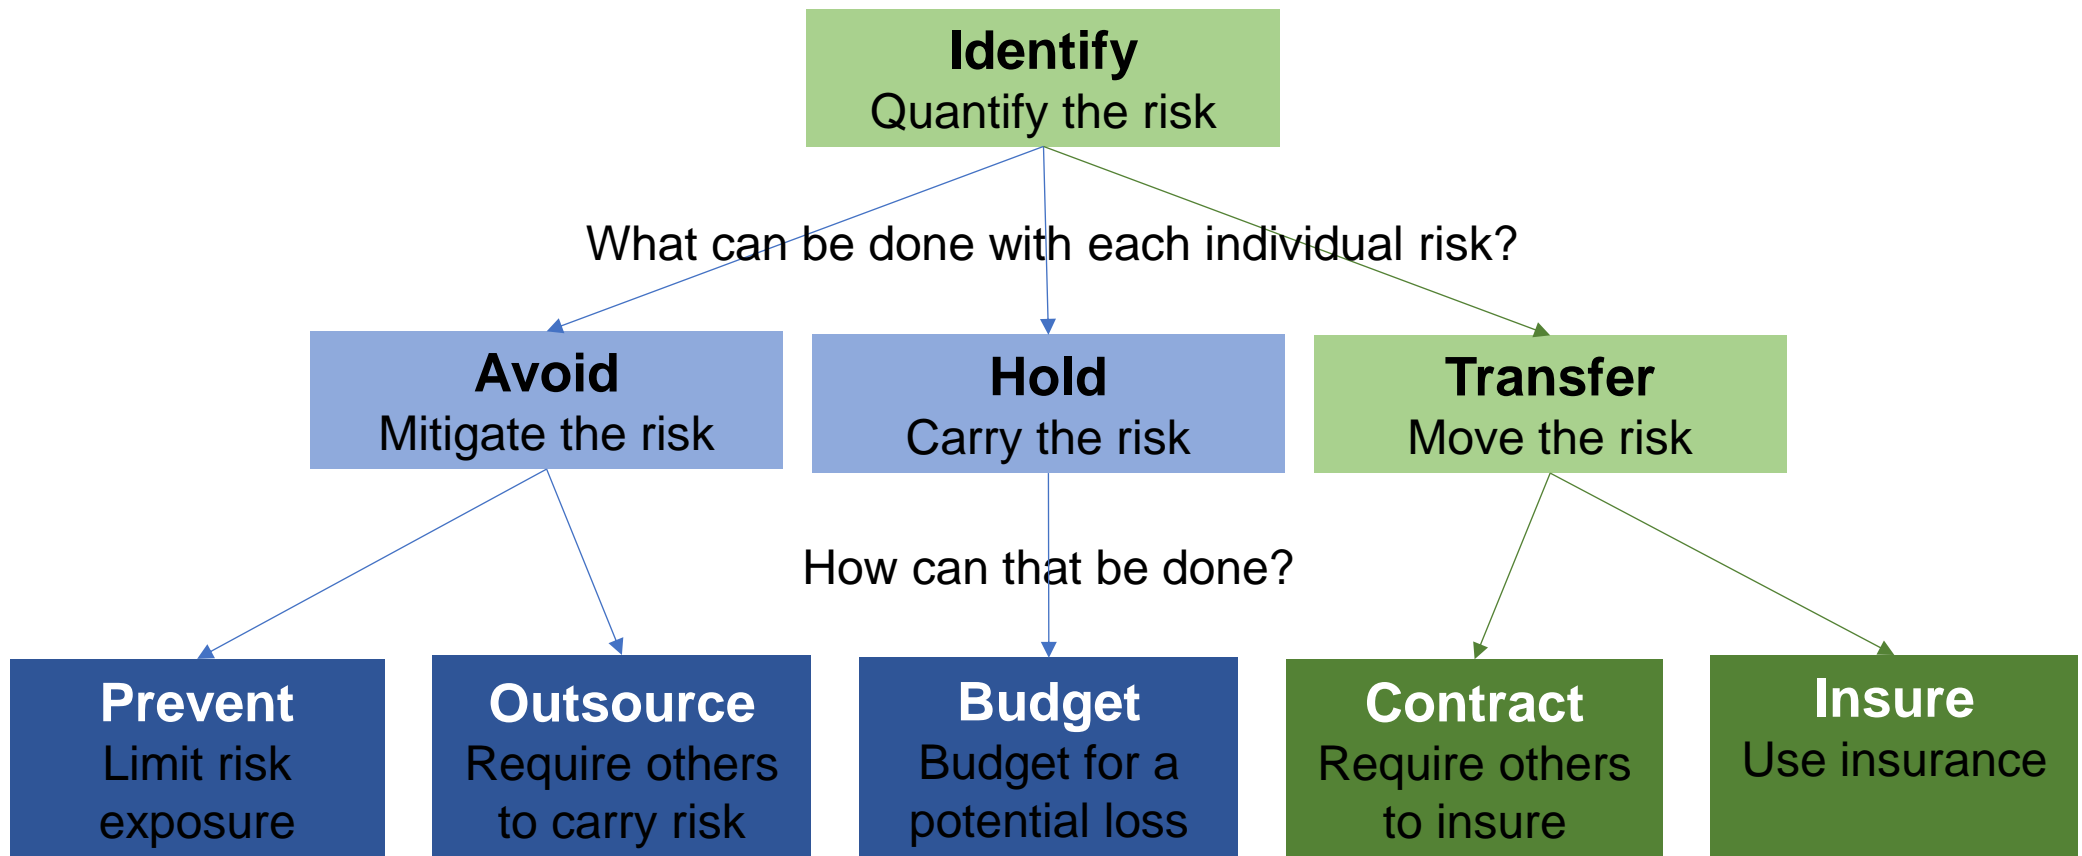 Identify
Quantify the risk
What can be done with each individual risk?
Avoid
Mitigate the risk
Hold
Carry the risk
Transfer
Move the risk
How can that be done?
Prevent
Limit risk
exposure
Outsource
Require others
to carry risk
Budget
Budget for a
potential loss
Contract
Require others
to insure
Insure
Use insurance